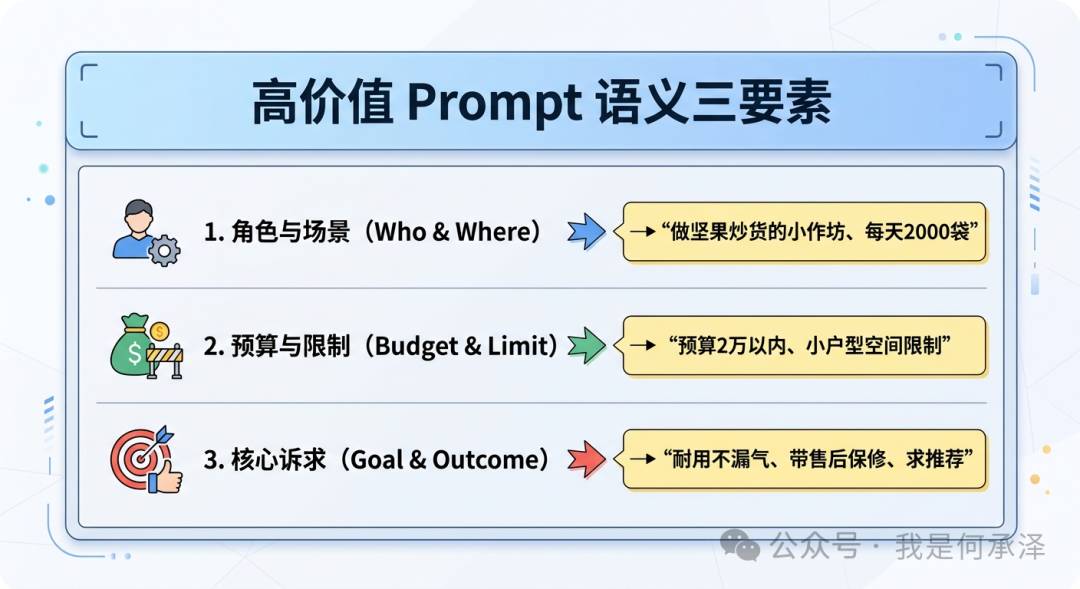 高价值 Prompt 语义三要素
1. 角色与场景（Who & Where） → “做坚果炒货的小作坊、每天2000袋”
2. 预算与限制（Budget & Limit） → “预算2万以内、小户型空间限制”
3. 核心诉求（Goal & Outcome） → “耐用不漏气、带售后保修、求推荐”
公众号 · 我是何承泽